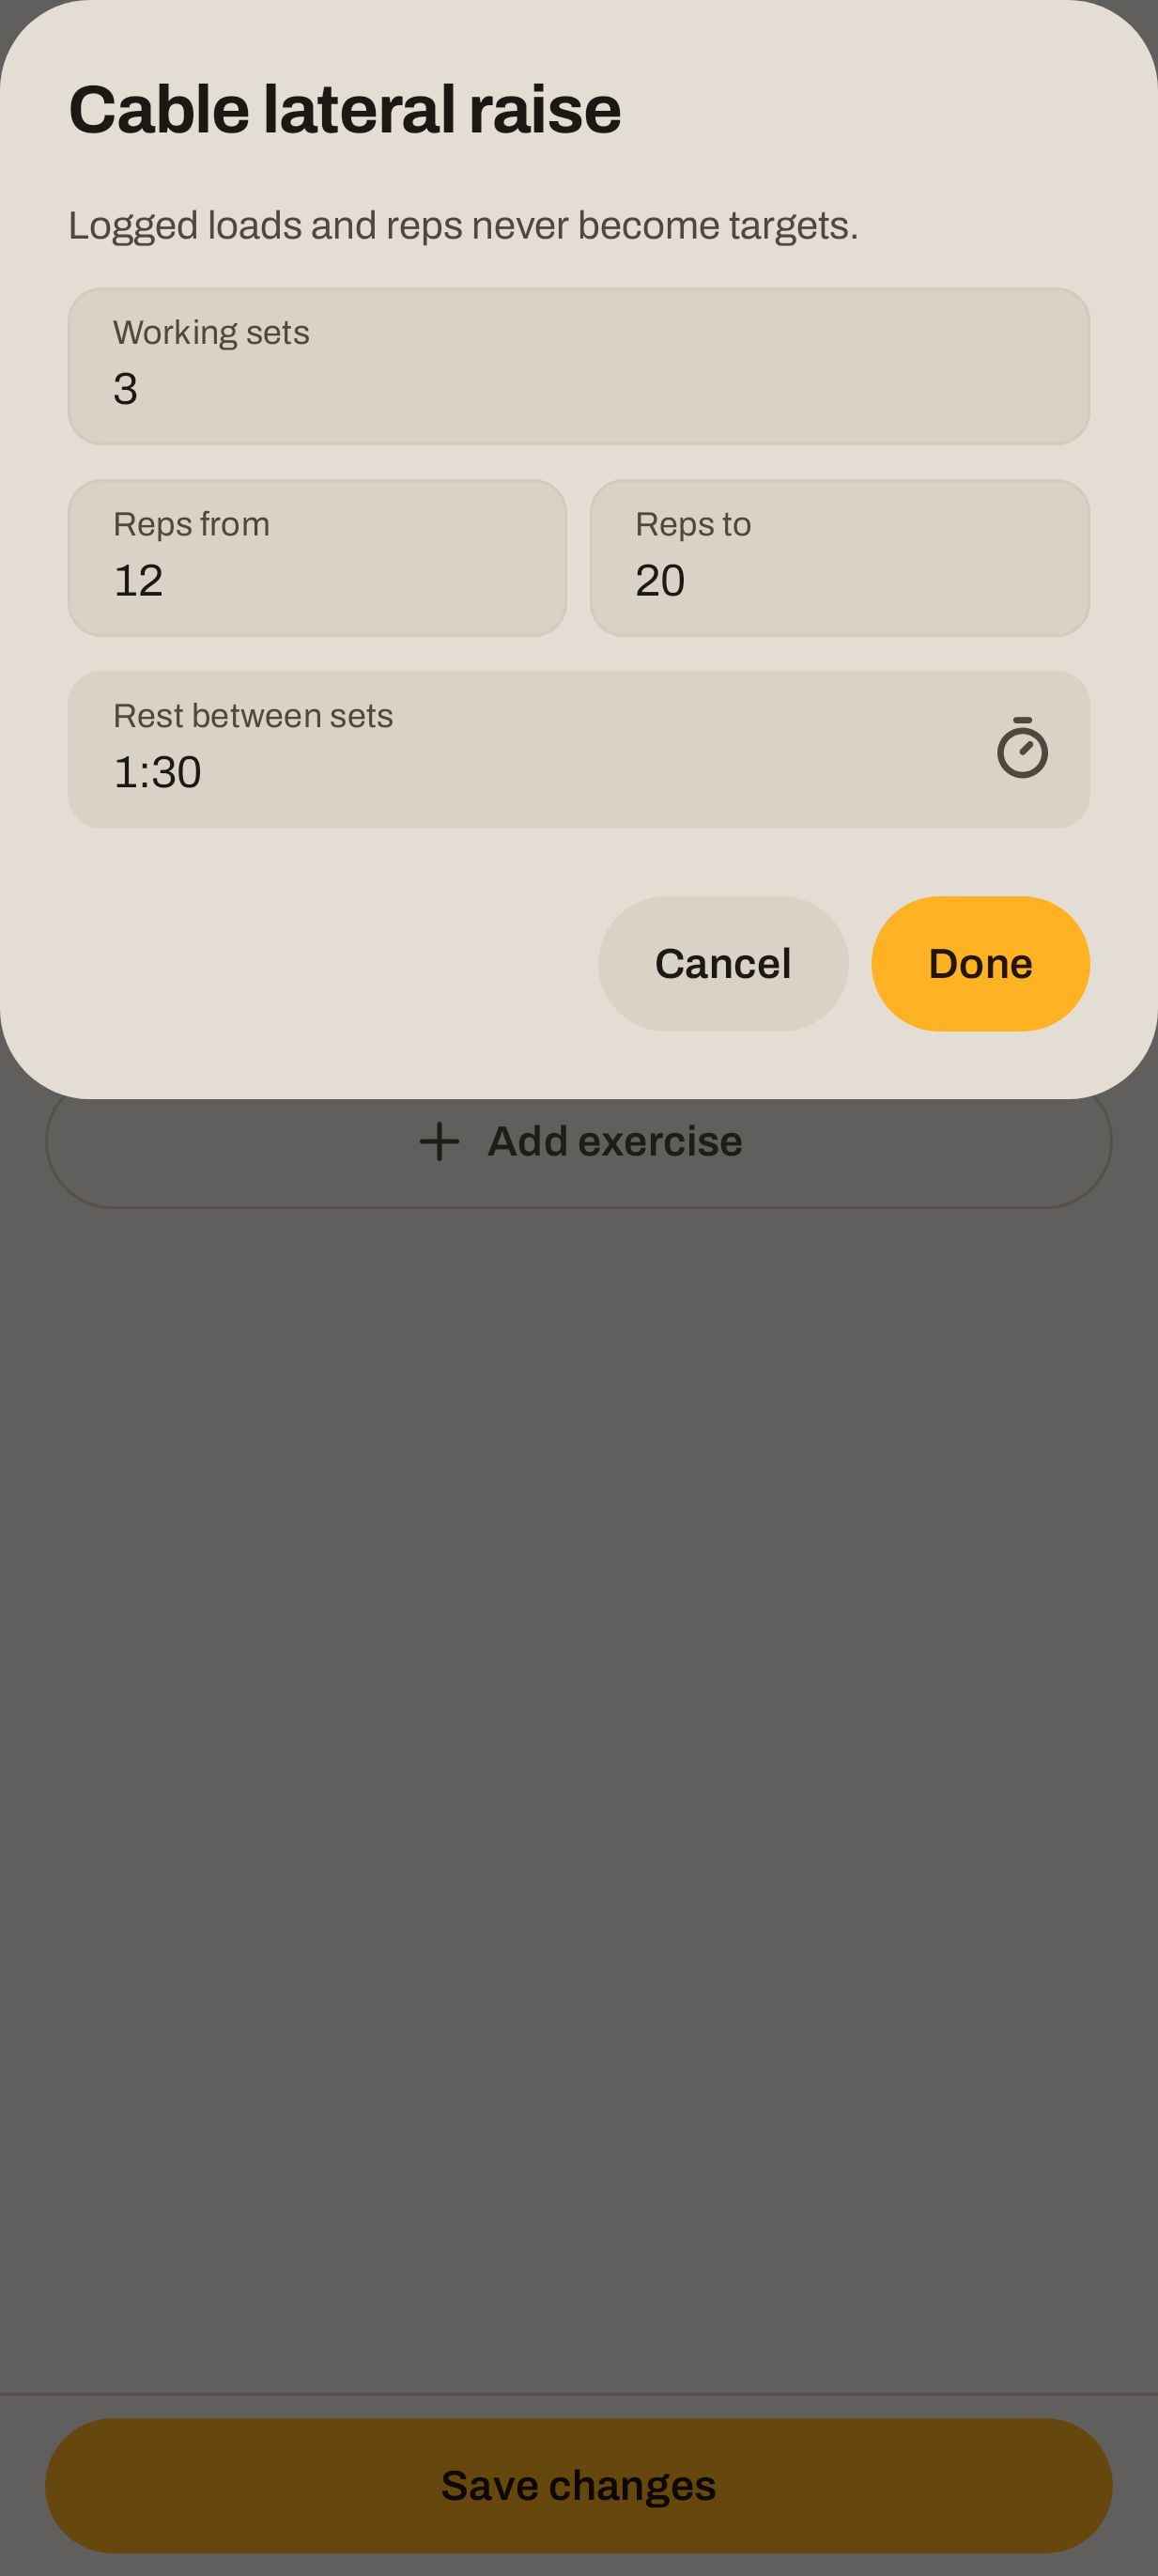 Cable lateral raise
Logged loads and reps never become targets.
Working sets
3
Reps from
12
Reps to
20
Rest between sets
1:30
Cancel
Done
Add exercise
Save changes